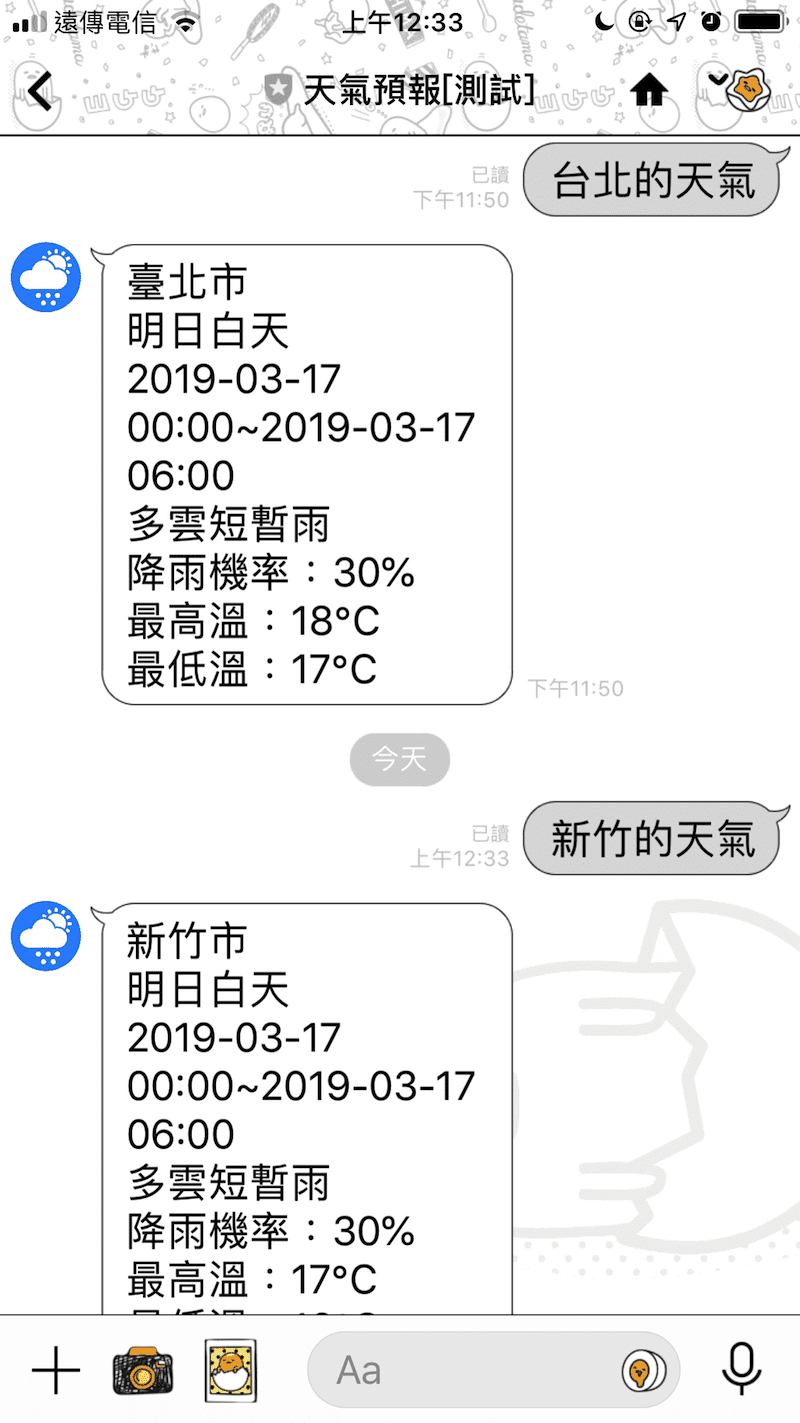 遠傳電信
上午12:33
天氣預報[測試]
台北的天氣
已讀
下午11:50
臺北市
明日白天
2019-03-17
00:00~2019-03-17
06:00
多雲短暫雨
降雨機率：30%
最高溫：18°C
最低溫：17°C
下午11:50
今天
新竹的天氣
已讀
上午12:33
新竹市
明日白天
2019-03-17
00:00~2019-03-17
06:00
多雲短暫雨
降雨機率：30%
最高溫：17°C
Aa